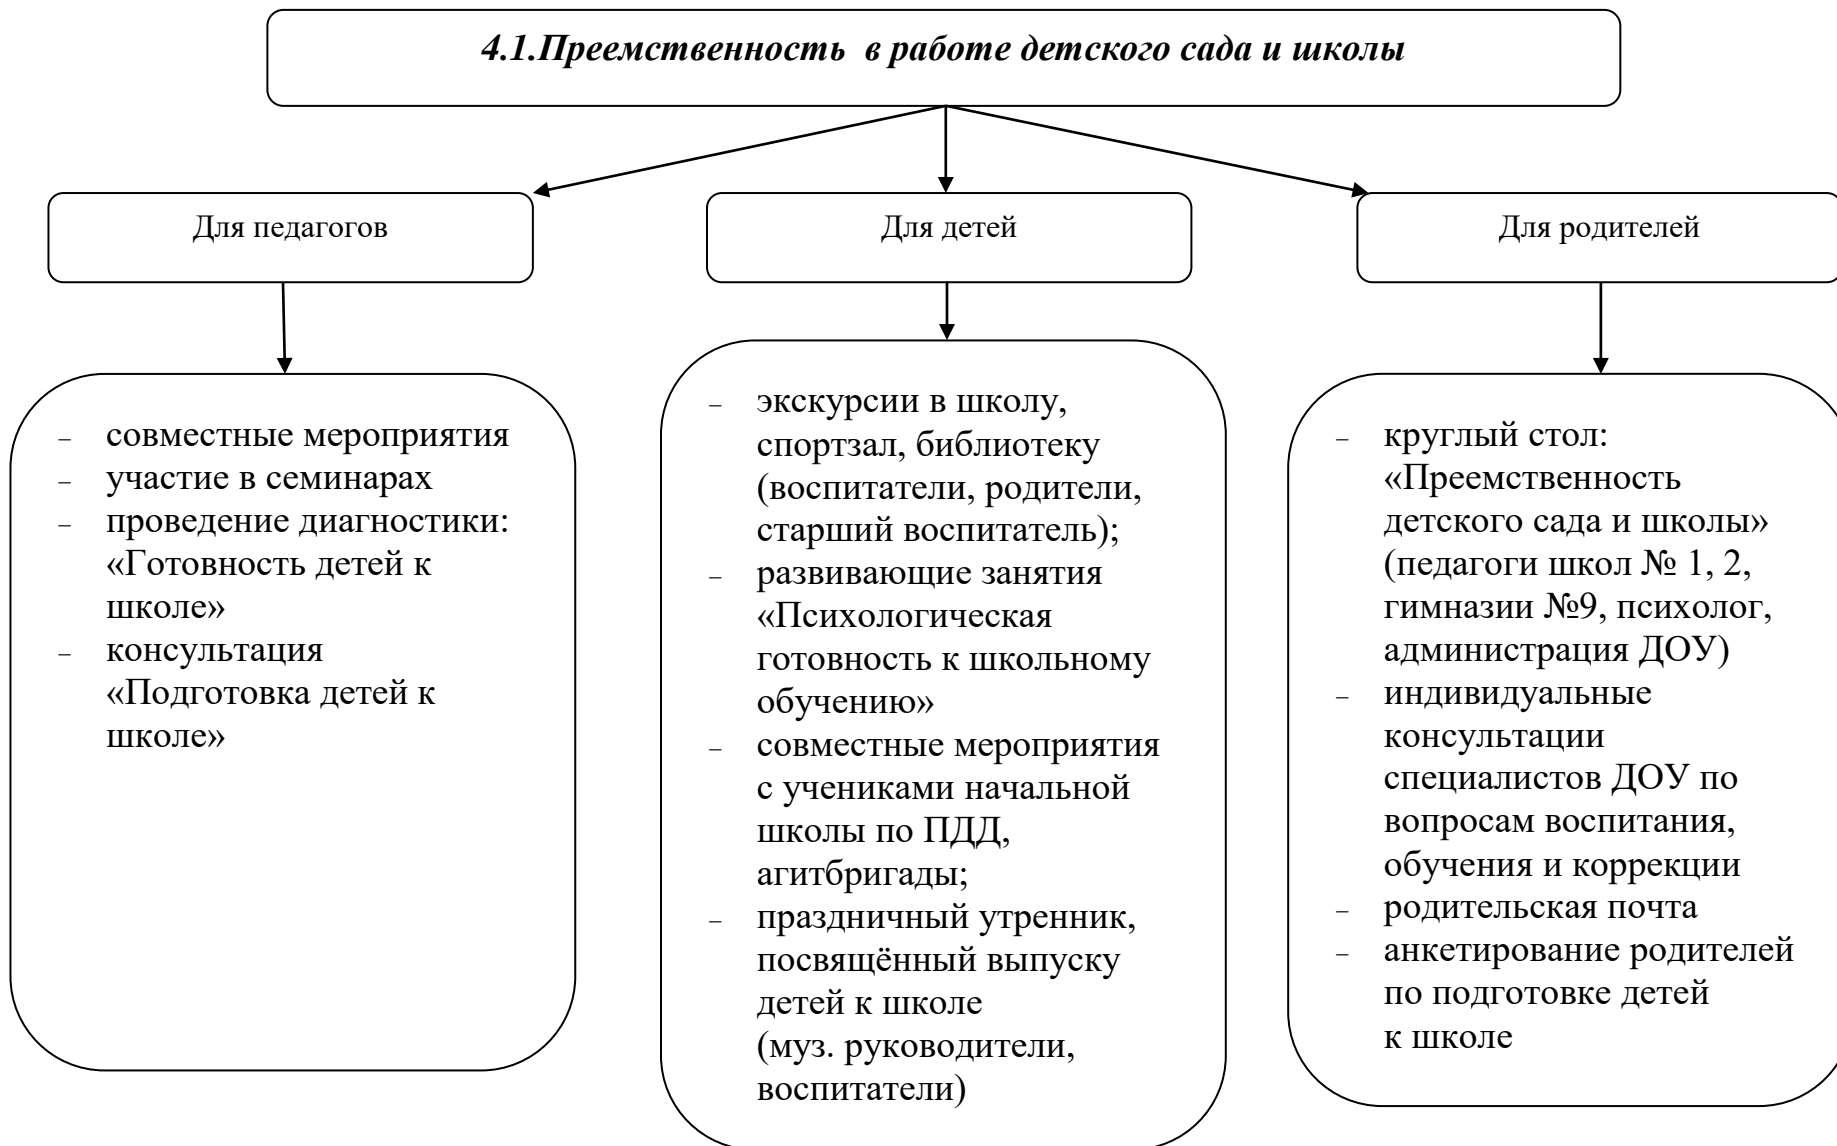 4.1.Преемственность в работе детского сада и школы
Для педагогов
Для детей
Для родителей
– совместные мероприятия
– участие в семинарах
– проведение диагностики:
«Готовность детей к
школе»
– консультация
«Подготовка детей к
школе»
– экскурсии в школу,
спортзал, библиотеку
(воспитатели, родители,
старший воспитатель);
– развивающие занятия
«Психологическая
готовность к школьному
обучению»
– совместные мероприятия
с учениками начальной
школы по ПДД,
агитбригады;
– праздничный утренник,
посвящённый выпуску
детей к школе
(муз. руководители,
воспитатели)
– круглый стол:
«Преемственность
детского сада и школы»
(педагоги школ № 1, 2,
гимназии №9, психолог,
администрация ДОУ)
– индивидуальные
консультации
специалистов ДОУ по
вопросам воспитания,
обучения и коррекции
– родительская почта
– анкетирование родителей
по подготовке детей
к школе